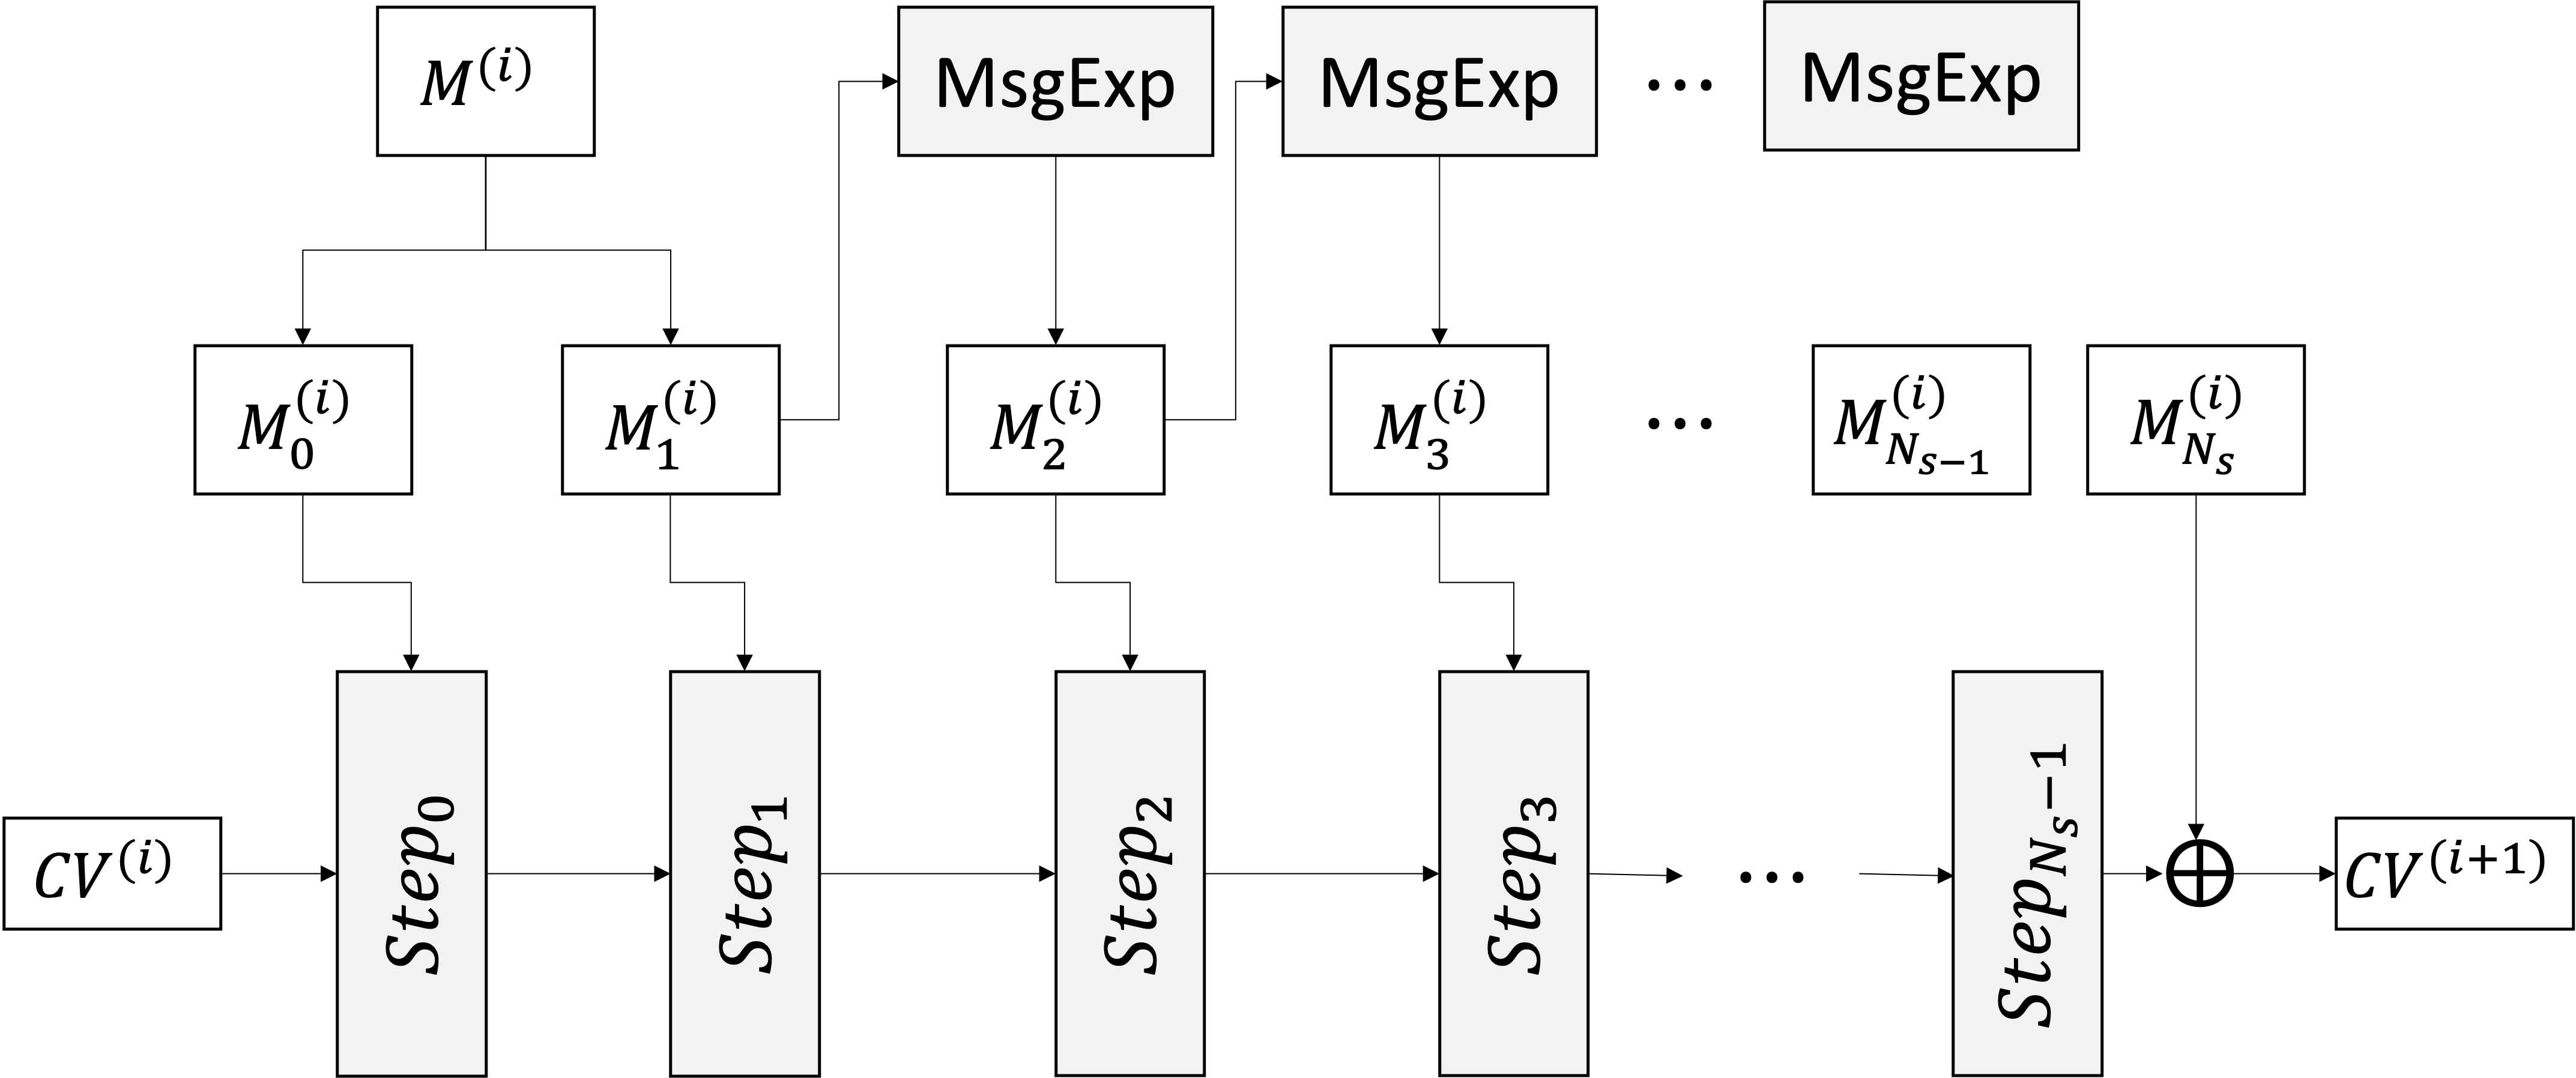 M^(i) MsgExp MsgExp ... MsgExp
M_0^(i) M_1^(i) M_2^(i) M_3^(i) ... M_{N_{s-1}}^(i) M_{N_s}^(i)
CV^(i) Step_0 Step_1 Step_2 Step_3 ... Step_{N_s-1} ⊕ CV^(i+1)